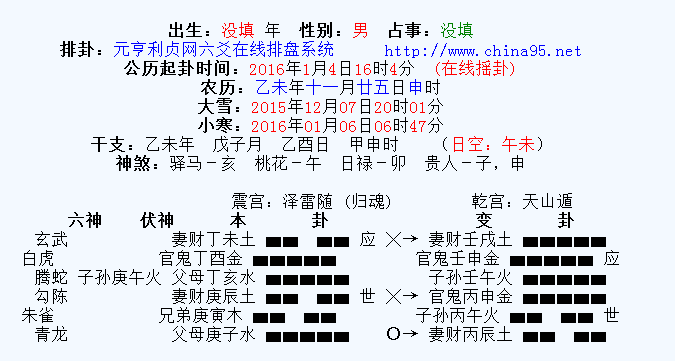 出生：没填 年　性别：男　占事：没填
排卦：元亨利贞网六爻在线排盘系统　　http://www.china95.net
公历起卦时间：2016年1月4日16时4分　(在线摇卦)
农历：乙未年十一月廿五日申时
大雪：2015年12月07日20时01分
小寒：2016年01月06日06时47分
干支：乙未年　戊子月　乙酉日　甲申时　（日空：午未）
神煞：驿马－亥　桃花－午　日禄－卯　贵人－子，申
震宫：泽雷随 (归魂)　　乾宫：天山遁
六神　伏神　本　卦　变　卦
玄武　妻财丁未土　应　×→　妻财壬戌土
白虎　官鬼丁酉金　官鬼壬申金　应
腾蛇　子孙庚午火　父母丁亥水　子孙壬午火
勾陈　妻财庚辰土　世　×→　官鬼丙申金
朱雀　兄弟庚寅木　子孙丙午火　世
青龙　父母庚子水　O→　妻财丙辰土